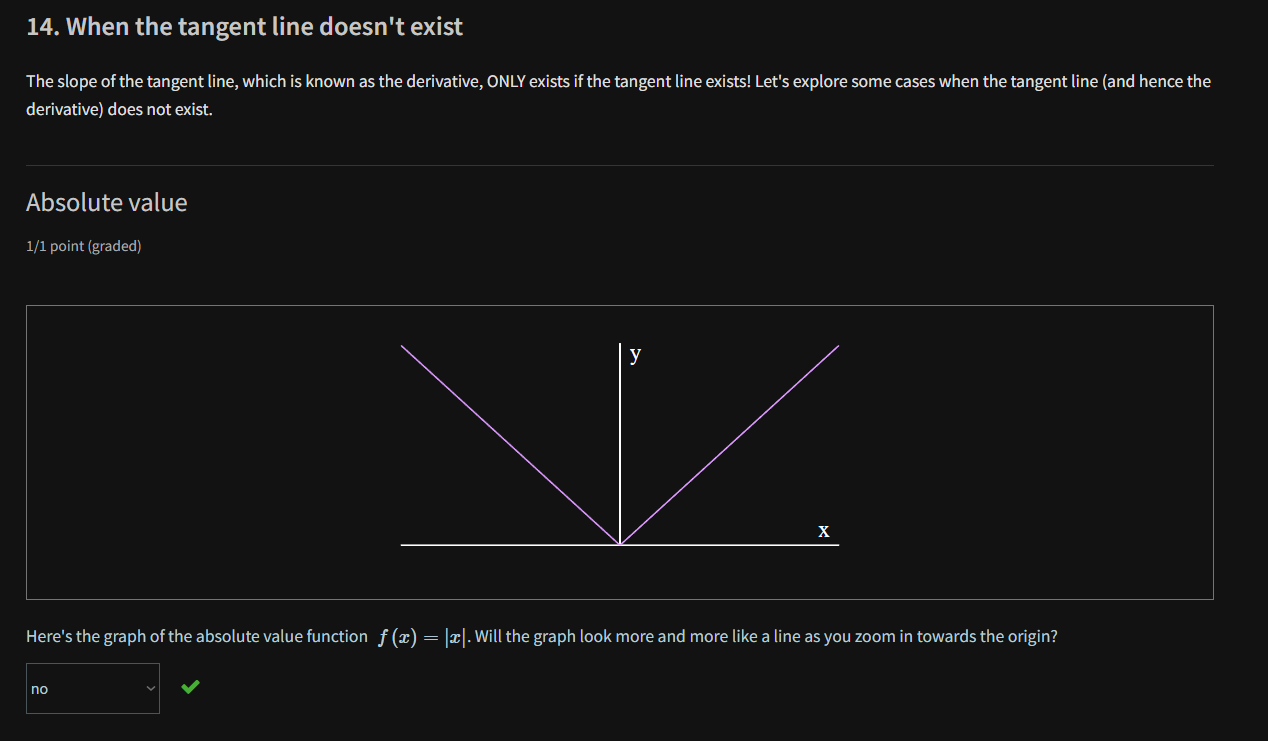 14. When the tangent line doesn't exist
The slope of the tangent line, which is known as the derivative, ONLY exists if the tangent line exists! Let's explore some cases when the tangent line (and hence the
derivative) does not exist.
Absolute value
1/1 point (graded)
y
x
Here's the graph of the absolute value function f(x) = |x|. Will the graph look more and more like a line as you zoom in towards the origin?
no